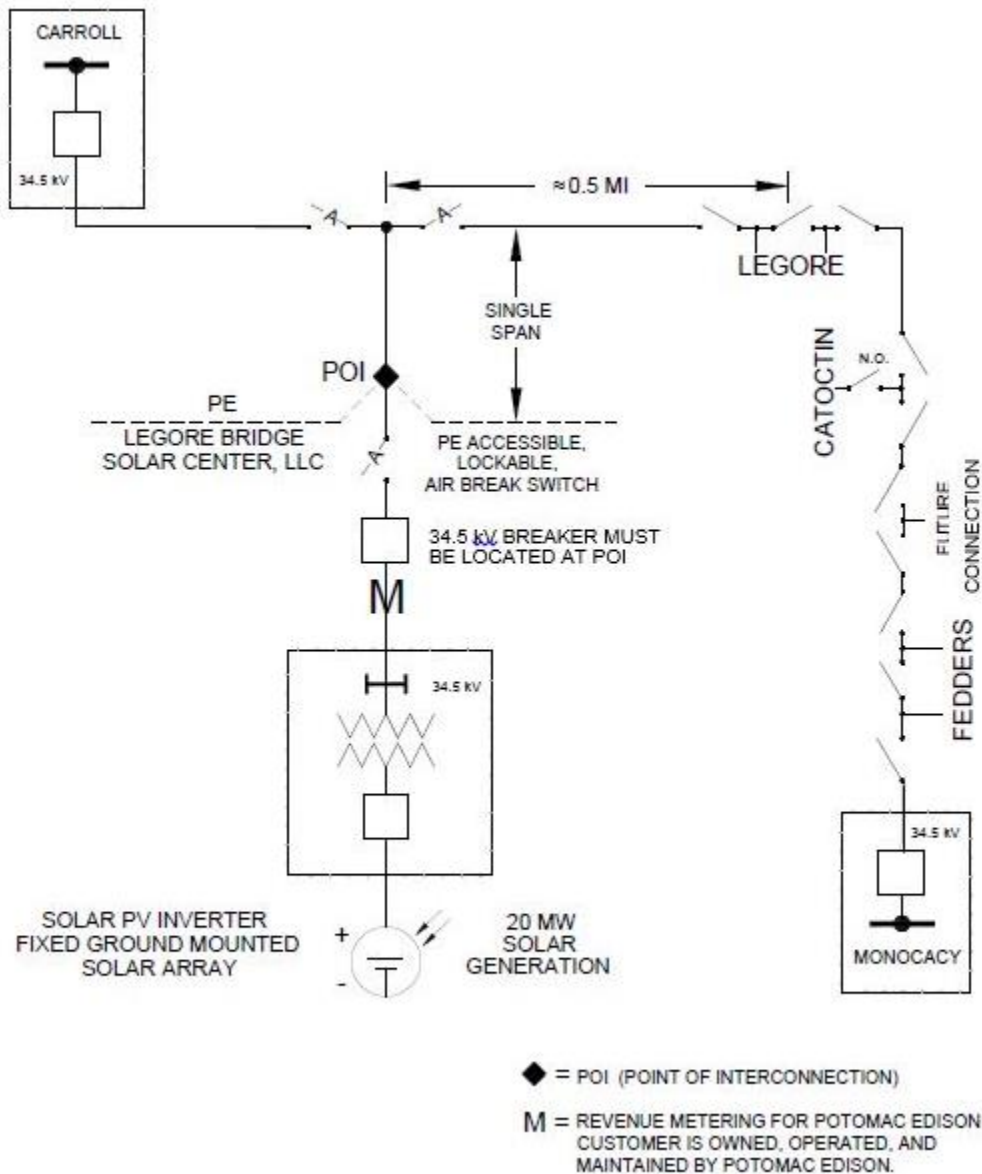 CARROLL
34.5 kV
≈0.5 MI
A
A
LEGORE
SINGLE
SPAN
CATOCTIN
N.O.
POI
PE
LEGORE BRIDGE
SOLAR CENTER, LLC
A
PE ACCESSIBLE,
LOCKABLE,
AIR BREAK SWITCH
FUTURE
CONNECTION
34.5 kV BREAKER MUST
BE LOCATED AT POI
M
FEDDERS
34.5 kV
34.5 kV
MONOCACY
SOLAR PV INVERTER
FIXED GROUND MOUNTED
SOLAR ARRAY
+
-
20 MW
SOLAR
GENERATION
◆ = POI (POINT OF INTERCONNECTION)
M = REVENUE METERING FOR POTOMAC EDISON
CUSTOMER IS OWNED, OPERATED, AND
MAINTAINED BY POTOMAC EDISON.